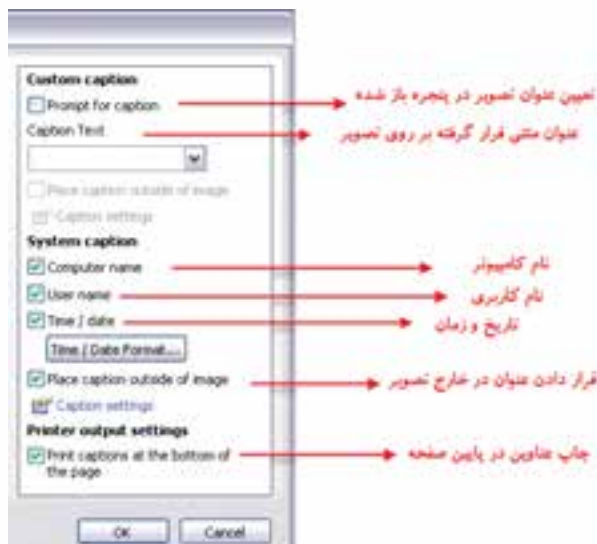 Custom caption
Prompt for caption
تعیین عنوان تصویر در پنجره باز شده
Caption Text
عنوان متنی قرار گرفته بر روی تصویر
Place caption outside of image
Caption settings
System caption
Computer name
نام کامپیوتر
User name
نام کاربری
Time / date
تاریخ و زمان
Time / Date Format....
Place caption outside of image
قرار دادن عنوان در خارج تصویر
Caption settings
Printer output settings
Print captions at the bottom of
the page
چاپ عناوین در پایین صفحه
OK
Cancel